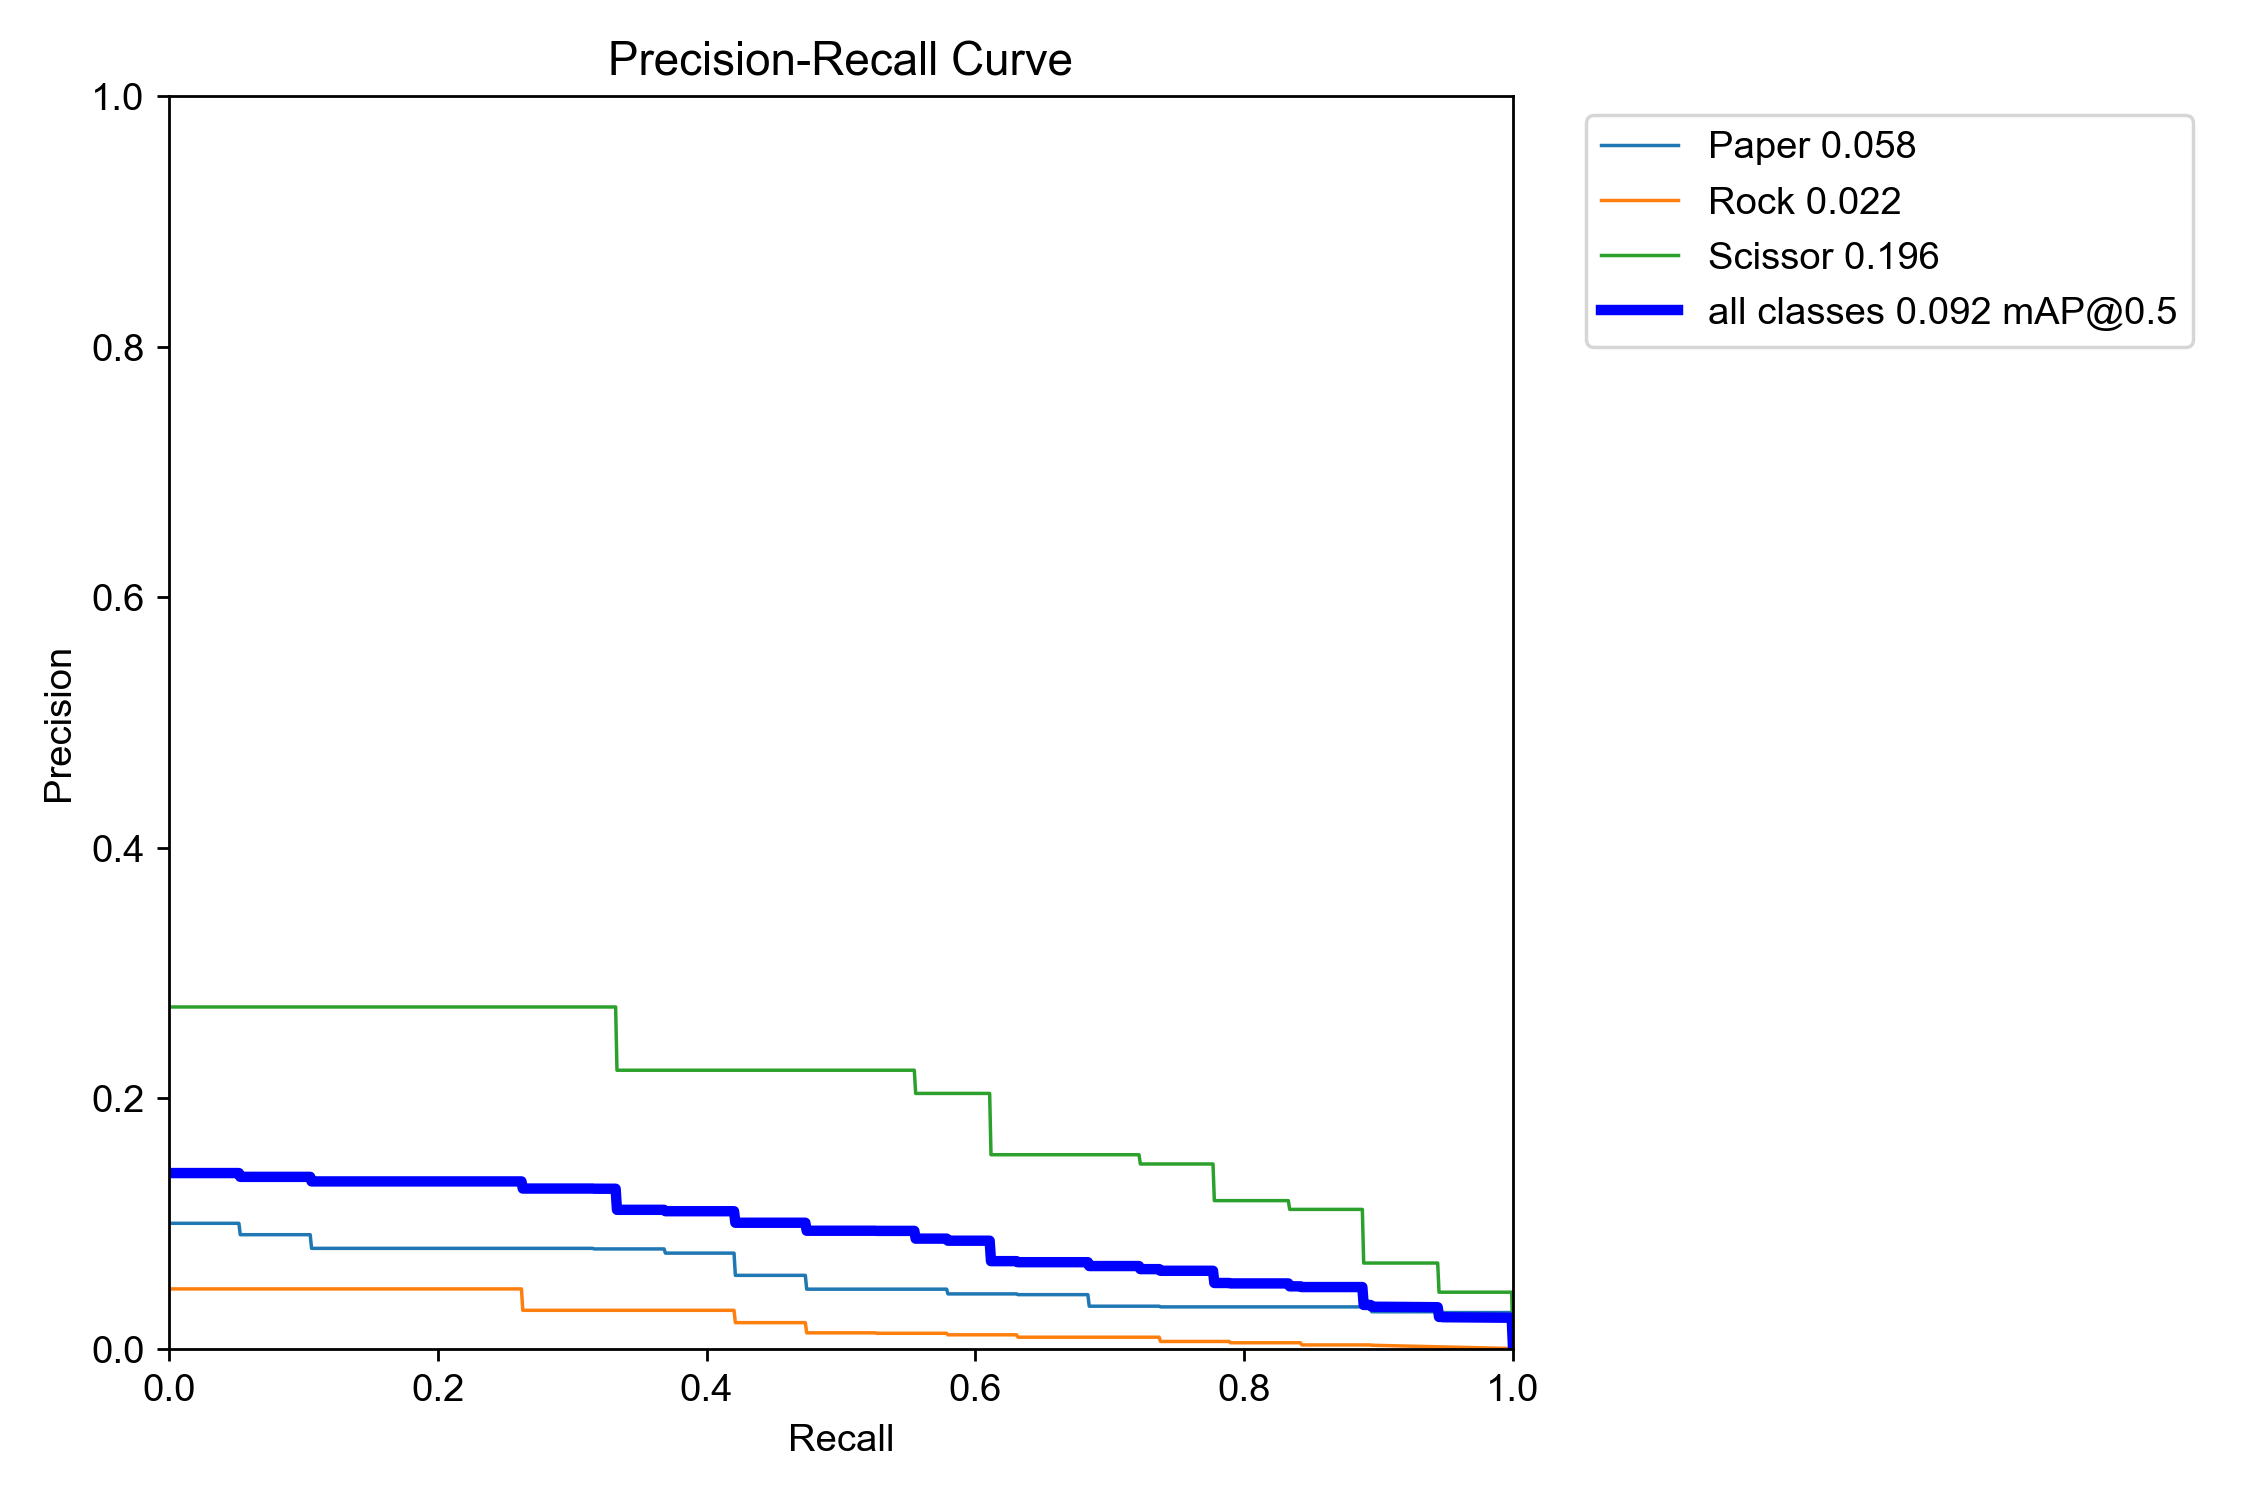 Precision-Recall Curve
1.0
0.8
0.6
0.4
0.2
0.0
Precision
0.0 0.2 0.4 0.6 0.8 1.0
Recall
Paper 0.058
Rock 0.022
Scissor 0.196
all classes 0.092 mAP@0.5